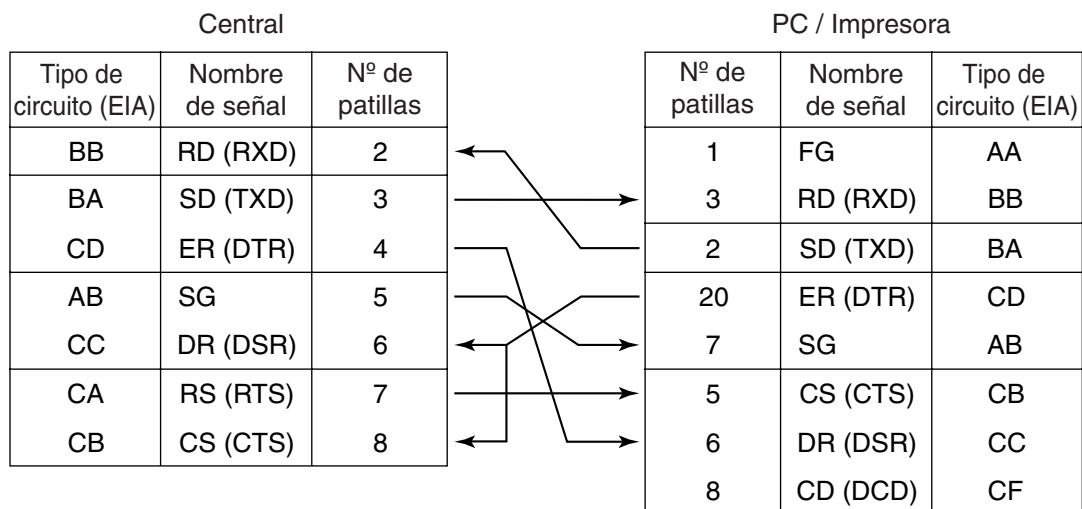 Central
Tipo de circuito (EIA) Nombre de señal Nº de patillas
BB RD (RXD) 2
BA SD (TXD) 3
CD ER (DTR) 4
AB SG 5
CC DR (DSR) 6
CA RS (RTS) 7
CB CS (CTS) 8
PC / Impresora
Nº de patillas Nombre de señal Tipo de circuito (EIA)
1 FG AA
3 RD (RXD) BB
2 SD (TXD) BA
20 ER (DTR) CD
7 SG AB
5 CS (CTS) CB
6 DR (DSR) CC
8 CD (DCD) CF